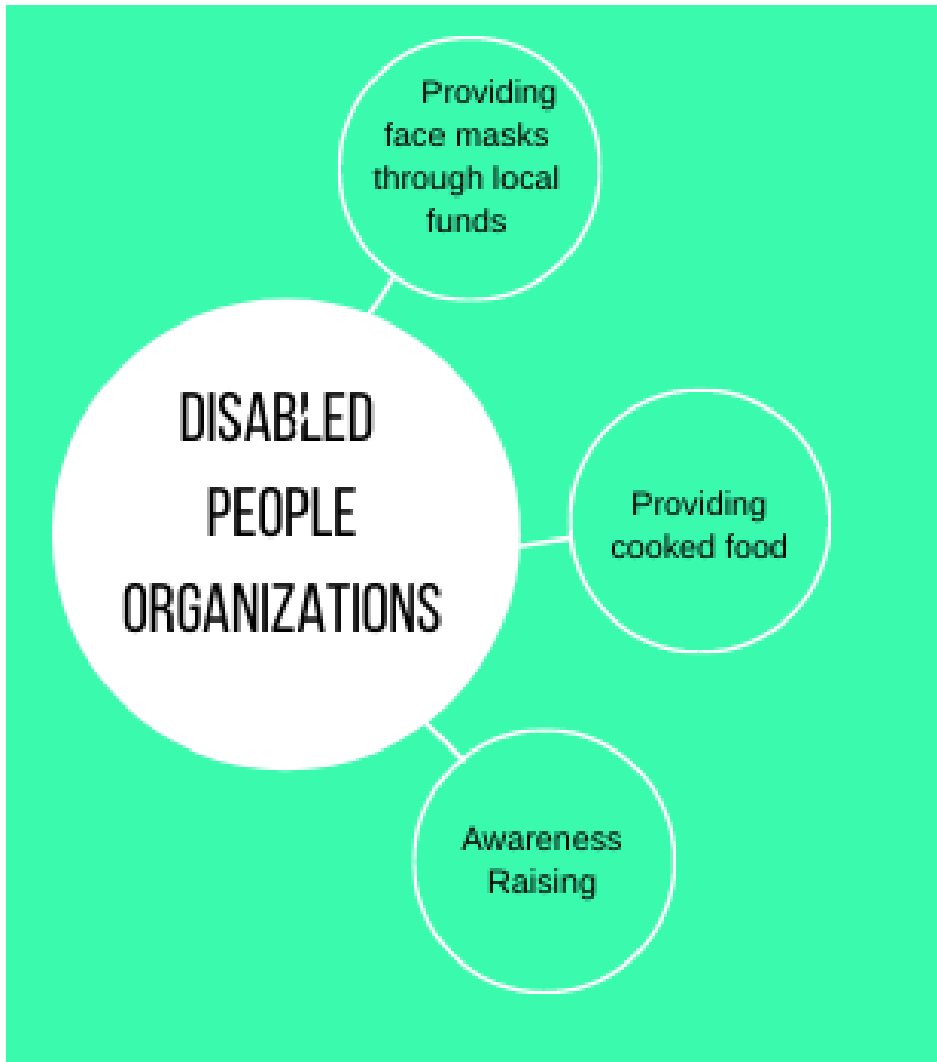 Providing
face masks
through local
funds
DISABLED
PEOPLE
ORGANIZATIONS
Providing
cooked food
Awareness
Raising